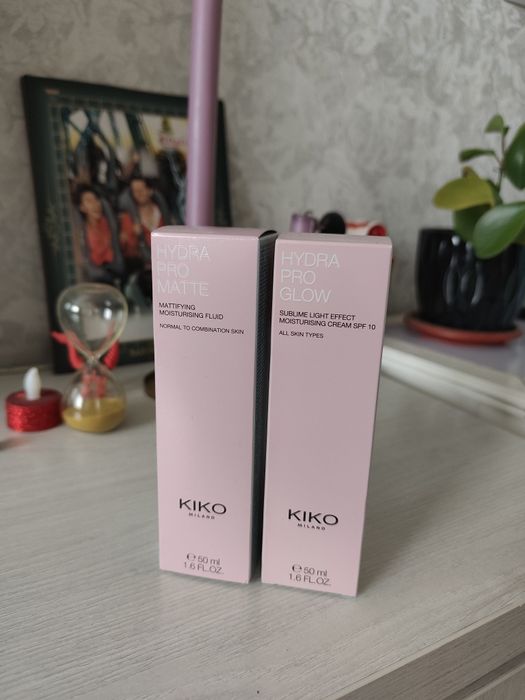 HYDRA
PRO
MATTE
MATTIFYING
MOISTURISING FLUID
NORMAL TO COMBINATION SKIN
KIKO
MILANO
℮ 50 ml
1.6 FL.OZ.
HYDRA
PRO
GLOW
SUBLIME LIGHT EFFECT
MOISTURISING CREAM SPF 10
ALL SKIN TYPES
KIKO
MILANO
℮ 50 ml
1.6 FL.OZ.